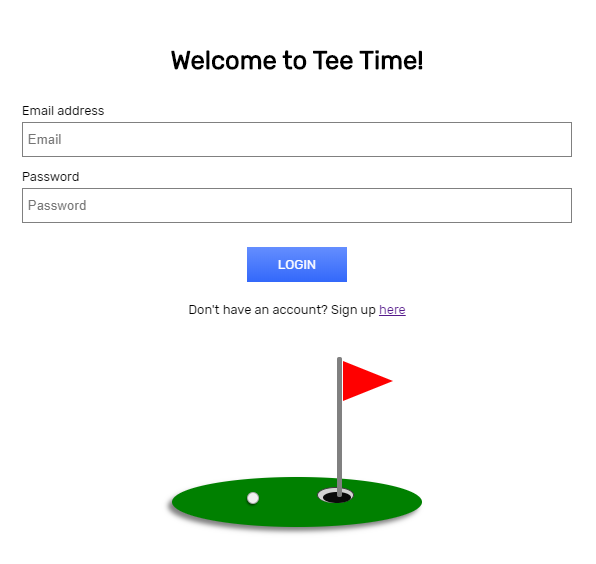 Welcome to Tee Time!
Email address
Email
Password
Password
LOGIN
Don't have an account? Sign up here